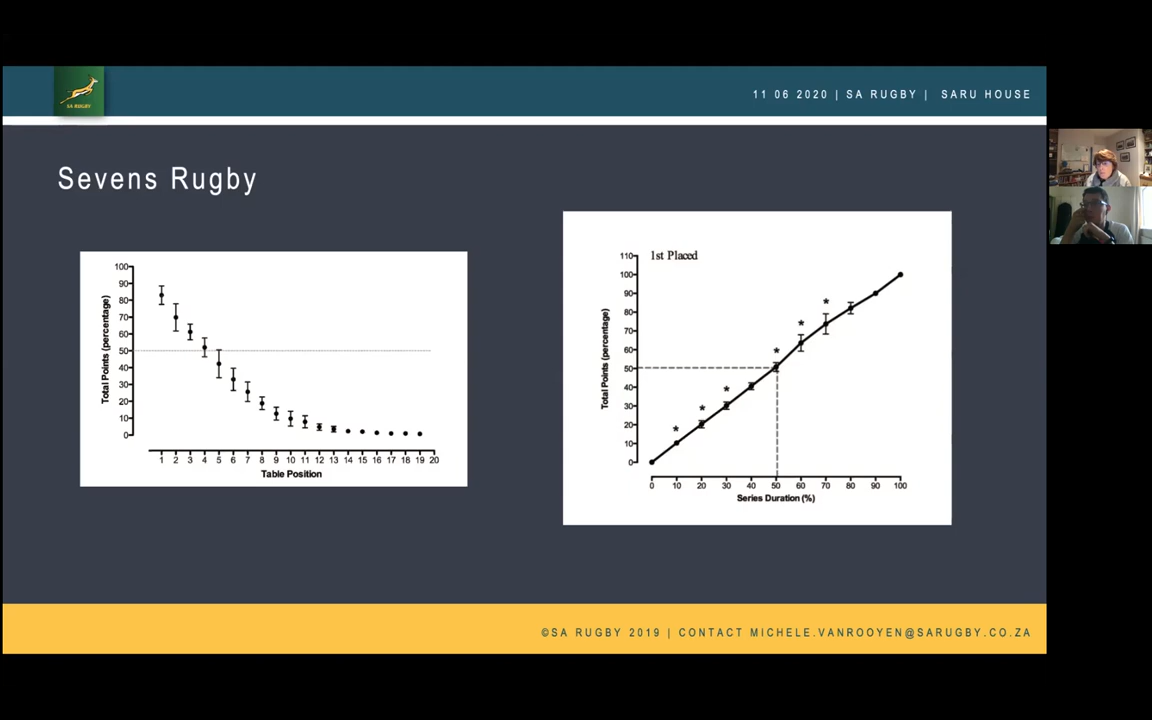 SA RUGBY
11 06 2020 | SA RUGBY | SARU HOUSE
Sevens Rugby
Total Points (percentage)
100
90
80
70
60
50
40
30
20
10
0
1 2 3 4 5 6 7 8 9 10 11 12 13 14 15 16 17 18 19 20
Table Position
1st Placed
Total Points (percentage)
110
100
90
80
70
60
50
40
30
20
10
0
* * * * * *
0 10 20 30 40 50 60 70 80 90 100
Series Duration (%)
©SA RUGBY 2019 | CONTACT MICHELE.VANROOYEN@SARUGBY.CO.ZA